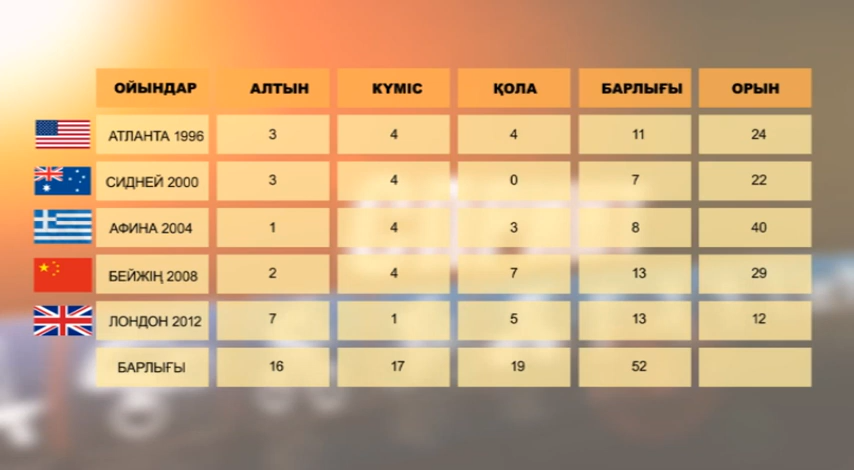 ОЙЫНДАР АЛТЫН КҮМІС ҚОЛА БАРЛЫҒЫ ОРЫН
АТЛАНТА 1996 3 4 4 11 24
СИДНЕЙ 2000 3 4 0 7 22
АФИНА 2004 1 4 3 8 40
БЕЙЖІҢ 2008 2 4 7 13 29
ЛОНДОН 2012 7 1 5 13 12
БАРЛЫҒЫ 16 17 19 52